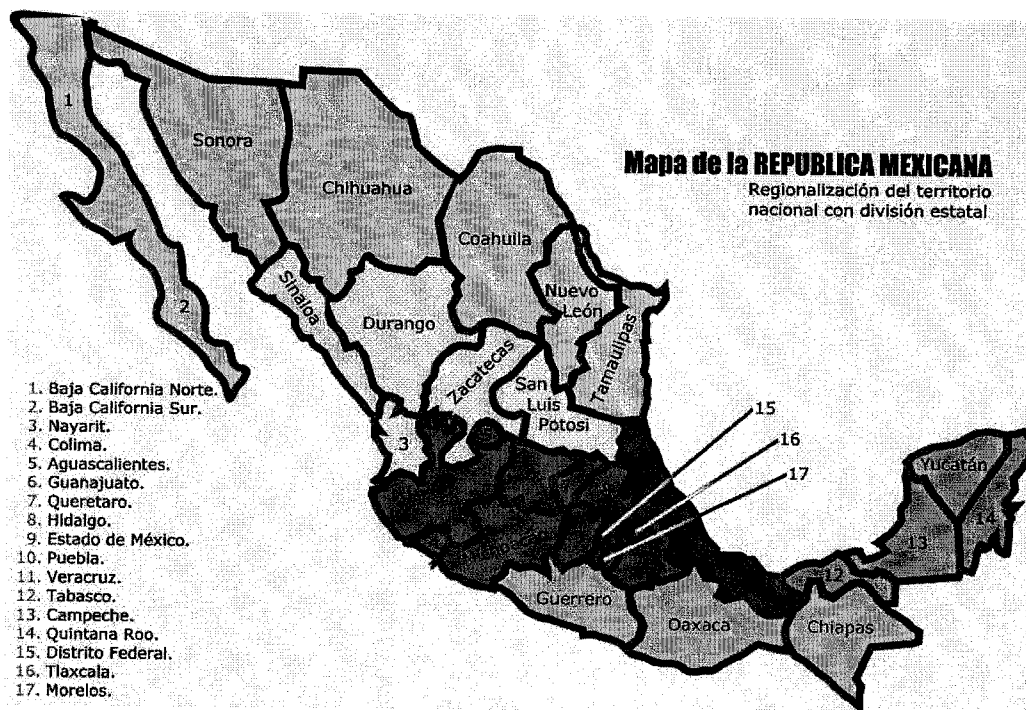 Mapa de la REPUBLICA MEXICANA
Regionalización del territorio
nacional con división estatal
1
Sonora
Chihuahua
Coahuila
2
Sinaloa
Durango
Nuevo
León
Tamaulipas
Zacatecas
San
Luis
Potosi
3
15
16
17
Yucatán
14
13
12
Guerrero
Oaxaca
Chiapas
1. Baja California Norte.
2. Baja California Sur.
3. Nayarit.
4. Colima.
5. Aguascalientes.
6. Guanajuato.
7. Queretaro.
8. Hidalgo.
9. Estado de México.
10. Puebla.
11. Veracruz.
12. Tabasco.
13. Campeche.
14. Quintana Roo.
15. Distrito Federal.
16. Tlaxcala.
17. Morelos.